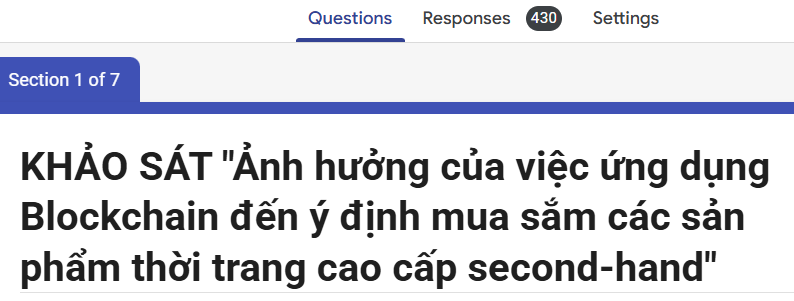 Questions Responses 430 Settings
Section 1 of 7
KHẢO SÁT "Ảnh hưởng của việc ứng dụng
Blockchain đến ý định mua sắm các sản
phẩm thời trang cao cấp second-hand"